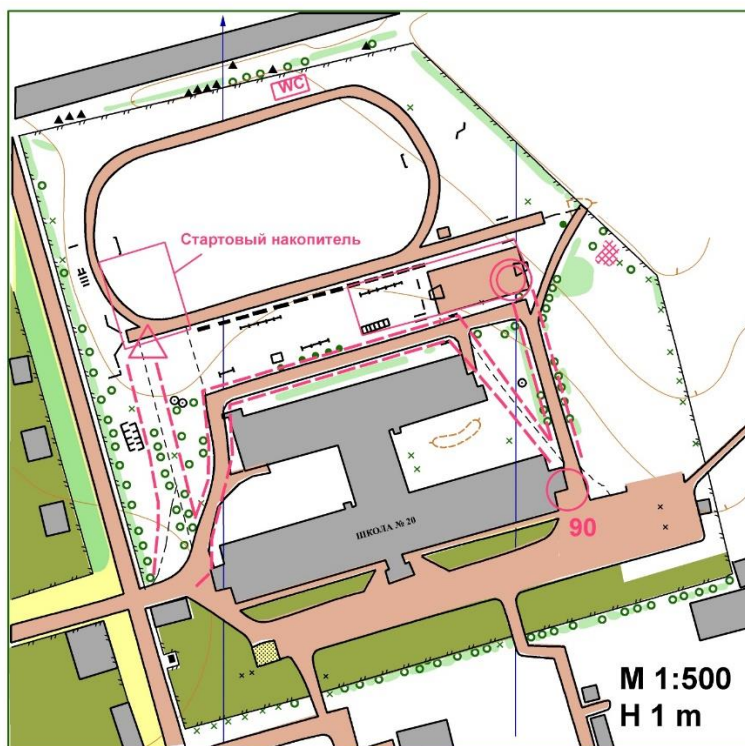 WC
Стартовый накопитель
ШКОЛА № 20
90
М 1:500
Н 1 m